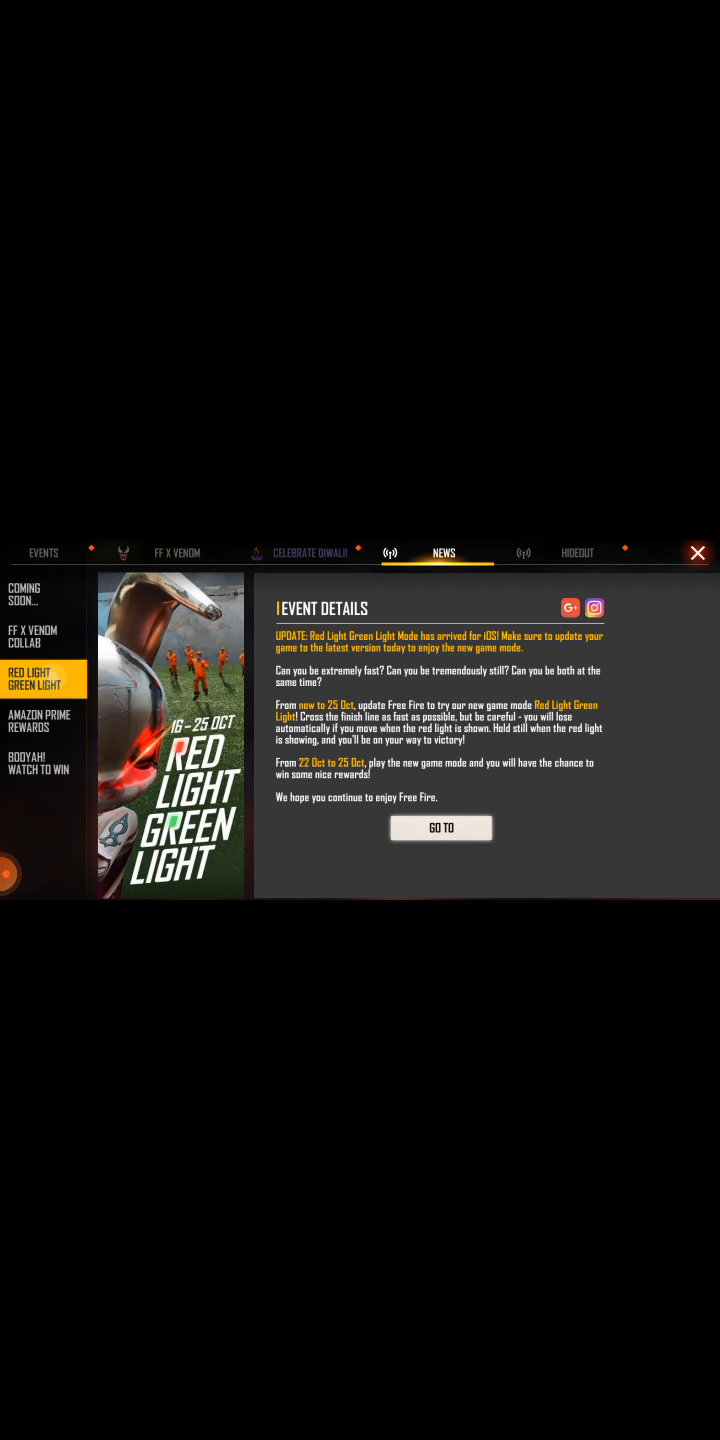 EVENTS
FF X VENOM
CELEBRATE DIWALI!
NEWS
HIDEOUT
COMING
SOON...
FF X VENOM
COLLAB
RED LIGHT
GREEN LIGHT
AMAZON PRIME
REWARDS
BOOYAH!
WATCH TO WIN
16-25 OCT
RED
LIGHT
GREEN
LIGHT
EVENT DETAILS
G+
UPDATE: Red Light Green Light Mode has arrived for iOS! Make sure to update your
game to the latest version today to enjoy the new game mode.
Can you be extremely fast? Can you be tremendously still? Can you be both at the
same time?
From now to 25 Oct, update Free Fire to try our new game mode Red Light Green
Light! Cross the finish line as fast as possible, but be careful - you will lose
automatically if you move when the red light is shown. Hold still when the red light
is showing, and you'll be on your way to victory!
From 22 Oct to 25 Oct, play the new game mode and you will have the chance to
win some nice rewards!
We hope you continue to enjoy Free Fire.
GO TO